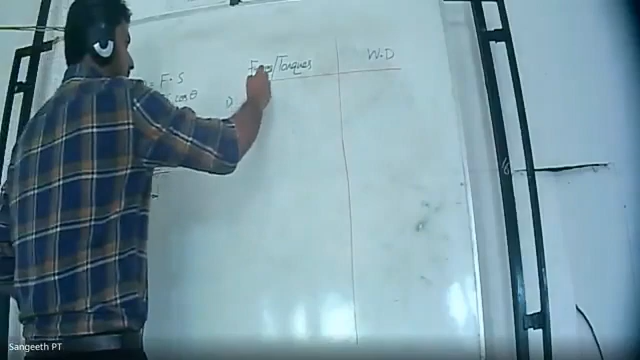 Forces/Torques W.D
= F. S
cos θ
D
Sangeeth PT